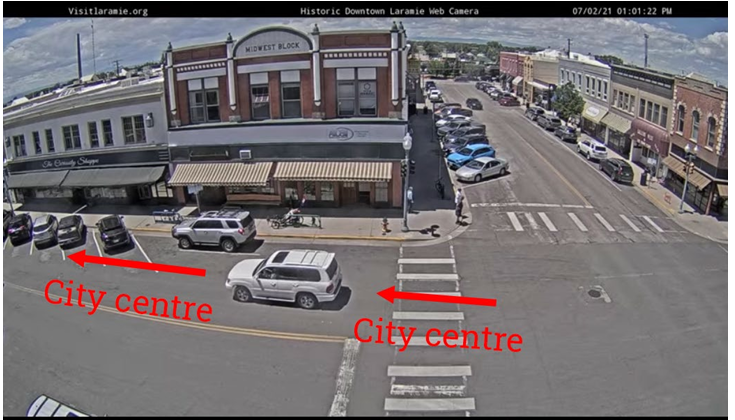 Visitlaramie.org
Historic Downtown Laramie Web Camera
07/02/21 01:01:22 PM
MIDWEST BLOCK
The Curiosity Shoppe
City centre
City centre